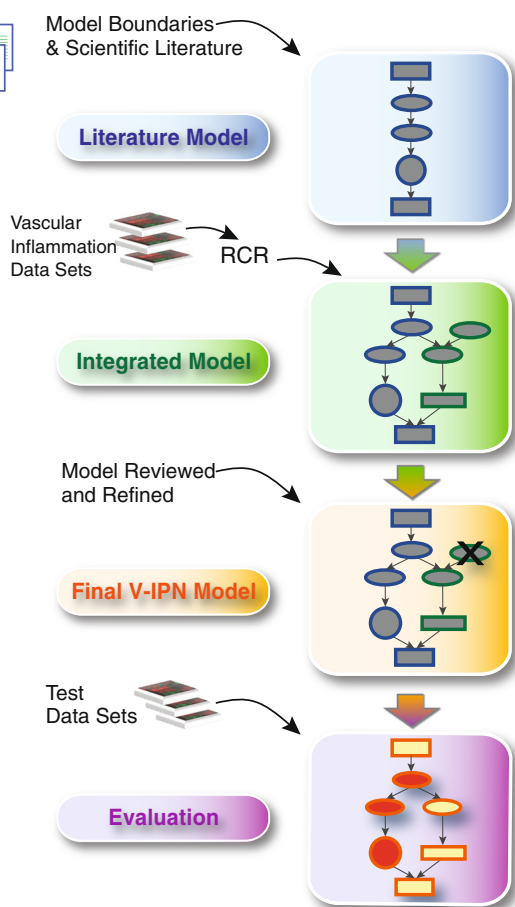 Model Boundaries
& Scientific Literature
Literature Model
Vascular
Inflammation
Data Sets
RCR
Integrated Model
Model Reviewed
and Refined
X
Final V-IPN Model
Test
Data Sets
Evaluation